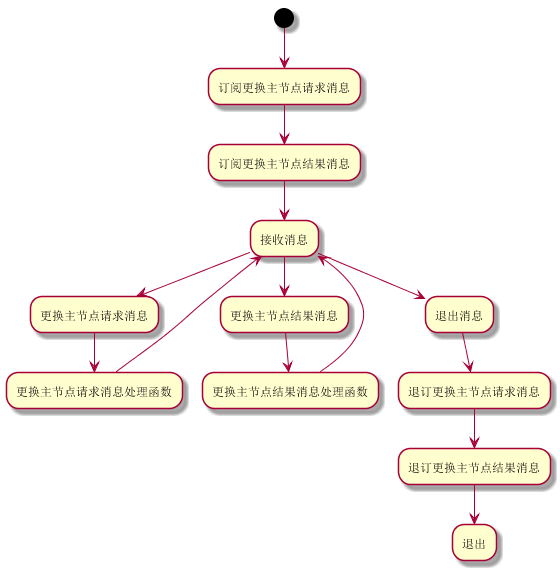 订阅更换主节点请求消息
订阅更换主节点结果消息
接收消息
更换主节点请求消息
更换主节点结果消息
退出消息
更换主节点请求消息处理函数
更换主节点结果消息处理函数
退订更换主节点请求消息
退订更换主节点结果消息
退出